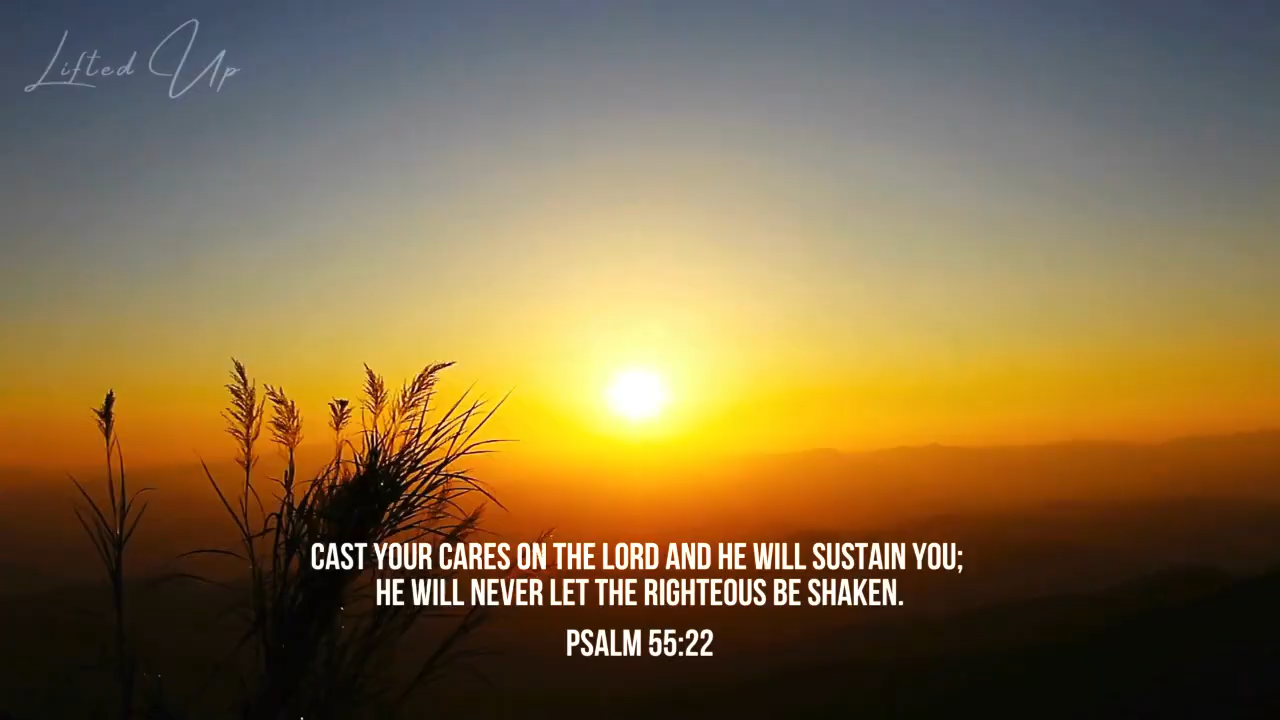 Lifted Up
CAST YOUR CARES ON THE LORD AND HE WILL SUSTAIN YOU;
HE WILL NEVER LET THE RIGHTEOUS BE SHAKEN.
PSALM 55:22